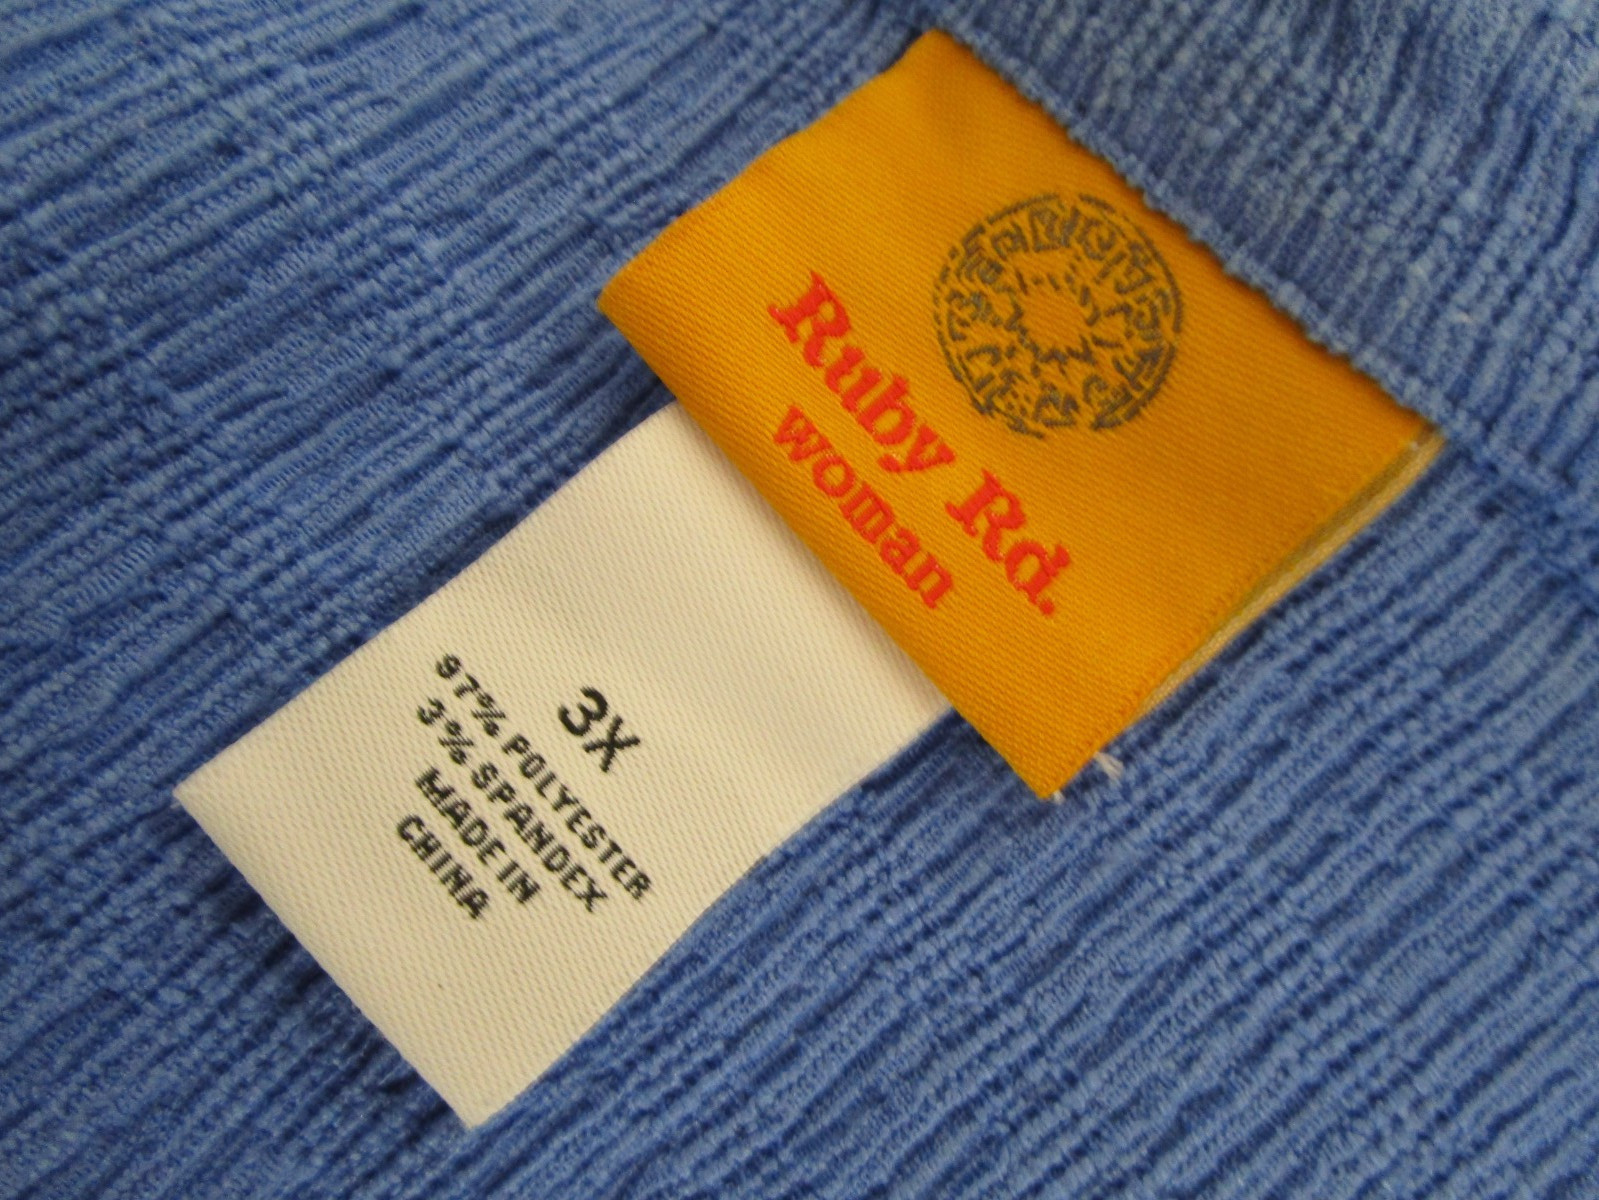 Ruby Rd.
woman
3X
97% POLYESTER
3% SPANDEX
MADE IN
CHINA